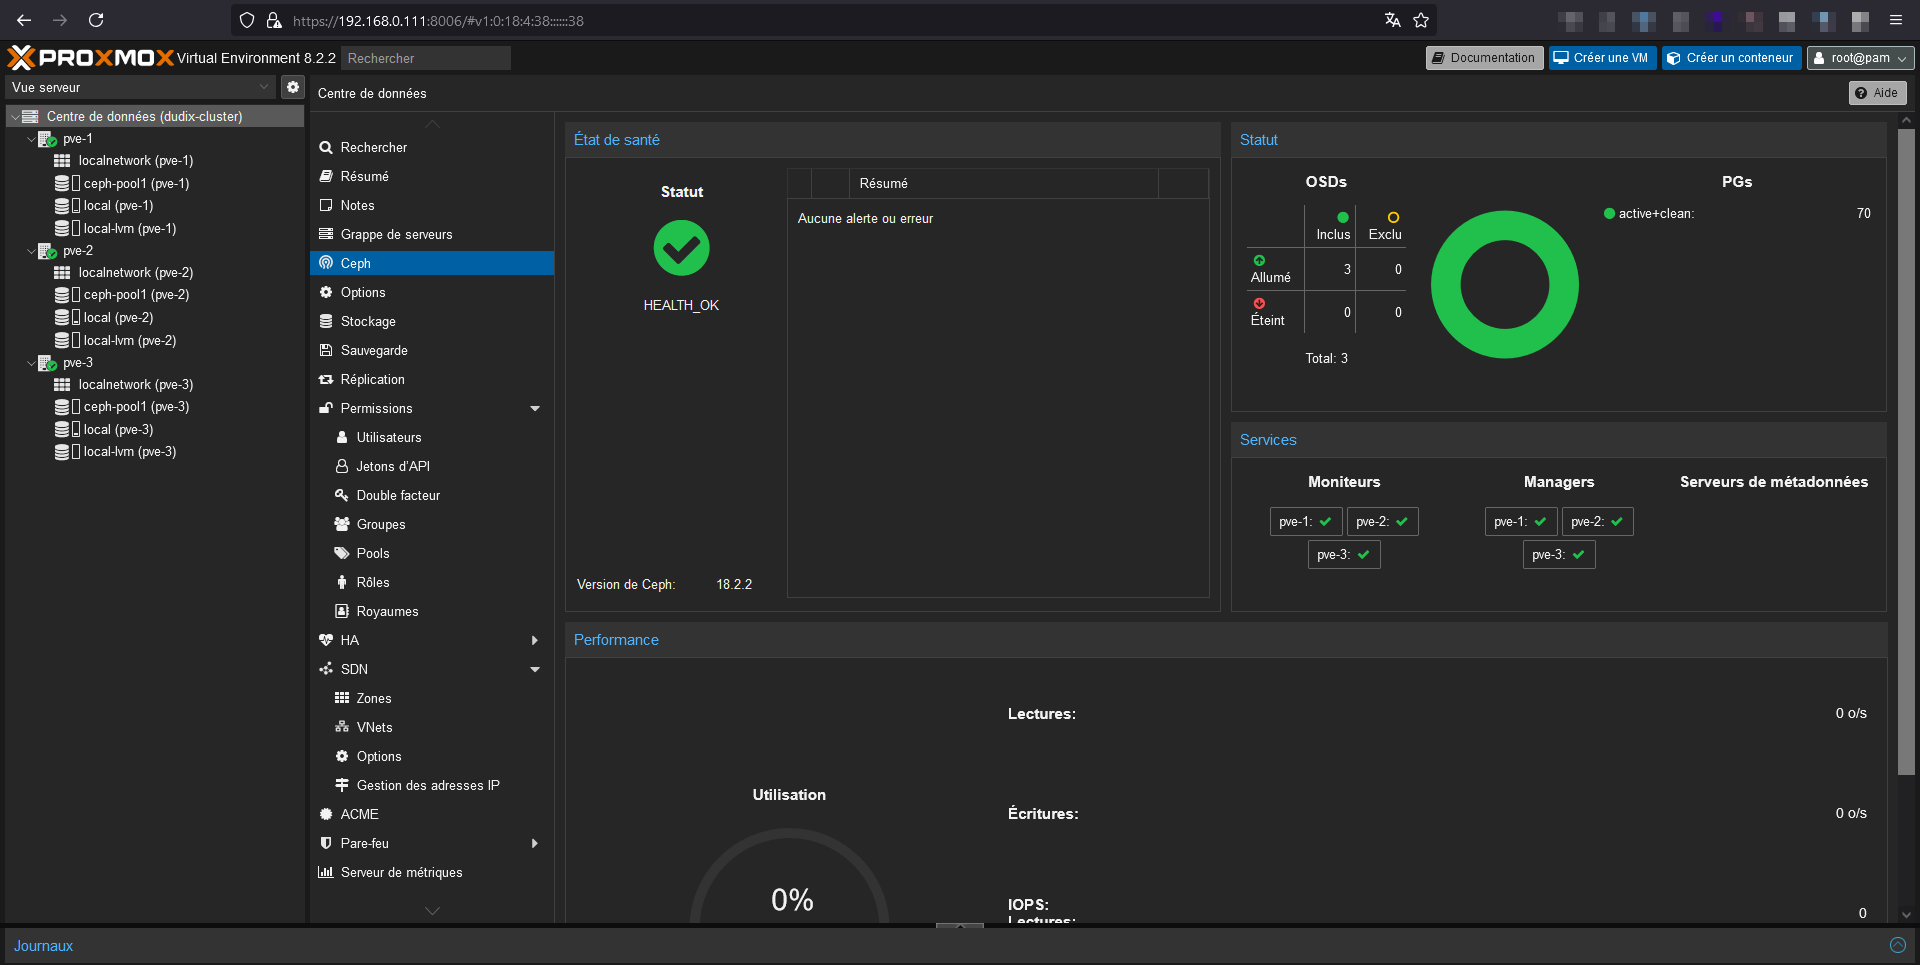 https://192.168.0.111:8006/#v1:0:18:4:38::::::38
PROXMOX Virtual Environment 8.2.2
Rechercher
Documentation
Créer une VM
Créer un conteneur
root@pam
Vue serveur
Centre de données (dudix-cluster)
pve-1
localnetwork (pve-1)
ceph-pool1 (pve-1)
local (pve-1)
local-lvm (pve-1)
pve-2
localnetwork (pve-2)
ceph-pool1 (pve-2)
local (pve-2)
local-lvm (pve-2)
pve-3
localnetwork (pve-3)
ceph-pool1 (pve-3)
local (pve-3)
local-lvm (pve-3)
Centre de données
Aide
Rechercher
Résumé
Notes
Grappe de serveurs
Ceph
Options
Stockage
Sauvegarde
Réplication
Permissions
Utilisateurs
Jetons d'API
Double facteur
Groupes
Pools
Rôles
Royaumes
HA
SDN
Zones
VNets
Options
Gestion des adresses IP
ACME
Pare-feu
Serveur de métriques
État de santé
Statut
HEALTH_OK
Version de Ceph: 18.2.2
Résumé
Aucune alerte ou erreur
Statut
OSDs
Inclus Exclu
Allumé 3 0
Éteint 0 0
Total: 3
PGs
active+clean: 70
Services
Moniteurs
pve-1: pve-2:
pve-3:
Managers
pve-1: pve-2:
pve-3:
Serveurs de métadonnées
Performance
Utilisation
0%
Lectures: 0 o/s
Écritures: 0 o/s
IOPS:
Lectures: 0
Journaux